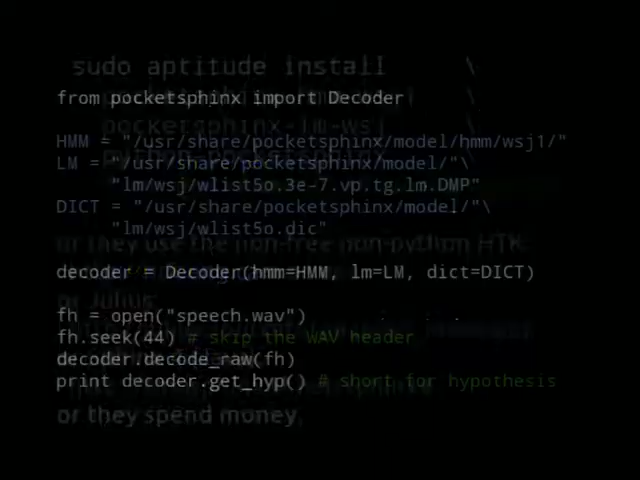 sudo aptitude install \
from pocketsphinx import Decoder
pocketsphinx-lm-wsj \
HMM = "/usr/share/pocketsphinx/model/hmm/wsj1/"
LM = "/usr/share/pocketsphinx/model/"\
"lm/wsj/wlist5o.3e-7.vp.tg.lm.DMP"
DICT = "/usr/share/pocketsphinx/model/"\
"lm/wsj/wlist5o.dic"
or they use the non-free non-python HTK
decoder = Decoder(hmm=HMM, lm=LM, dict=DICT)
or Julius:
fh = open("speech.wav")
fh.seek(44) # skip the WAV header
decoder.decode_raw(fh)
print decoder.get_hyp() # short for hypothesis
or they spend money.